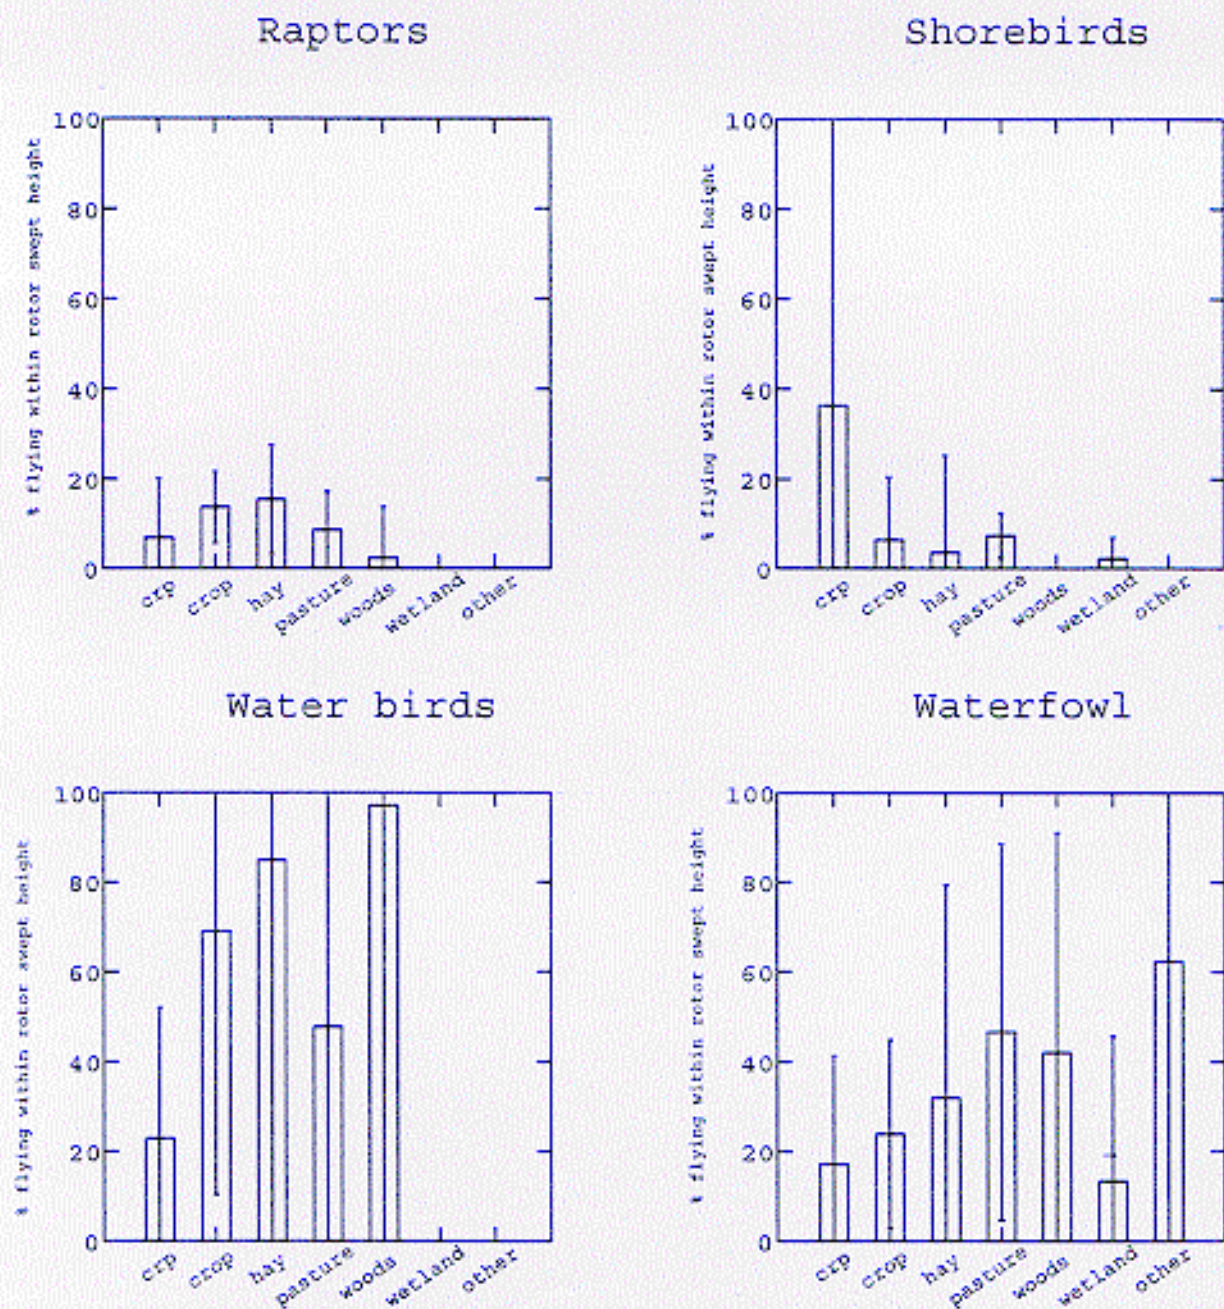 Raptors
% flying within rotor swept height
100
80
60
40
20
0
crp
crop
hay
pasture
woods
wetland
other
Shorebirds
% flying within rotor swept height
100
80
60
40
20
0
crp
crop
hay
pasture
woods
wetland
other
Water birds
% flying within rotor swept height
100
80
60
40
20
0
crp
crop
hay
pasture
woods
wetland
other
Waterfowl
% flying within rotor swept height
100
80
60
40
20
0
crp
crop
hay
pasture
woods
wetland
other